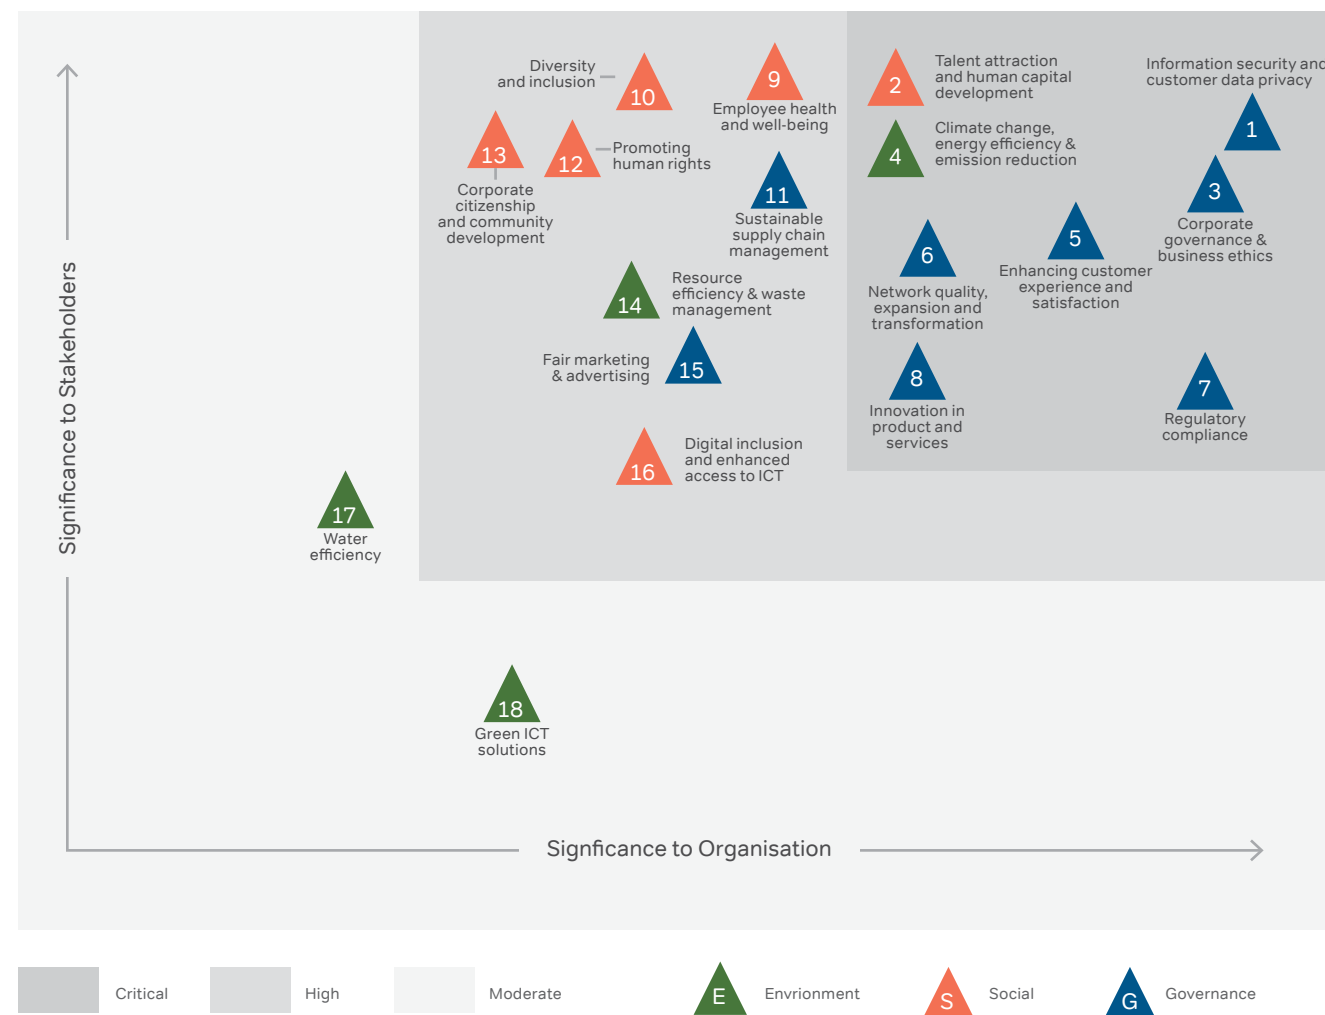 Diversity
and inclusion
10
9
Employee health
and well-being
2
Talent attraction
and human capital
development
Information security and
customer data privacy
1
13
Corporate
citizenship
and community
development
12
Promoting
human rights
11
Sustainable
supply chain
management
4
Climate change,
energy efficiency &
emission reduction
3
Corporate
governance &
business ethics
5
Enhancing customer
experience and
satisfaction
6
Network quality,
expansion and
transformation
14
Resource
efficiency & waste
management
Fair marketing
& advertising
15
8
Innovation in
product and
services
7
Regulatory
compliance
16
Digital inclusion
and enhanced
access to ICT
17
Water
efficiency
18
Green ICT
solutions
Significance to Stakeholders
Signficance to Organisation
Critical
High
Moderate
E
Envrionment
S
Social
G
Governance